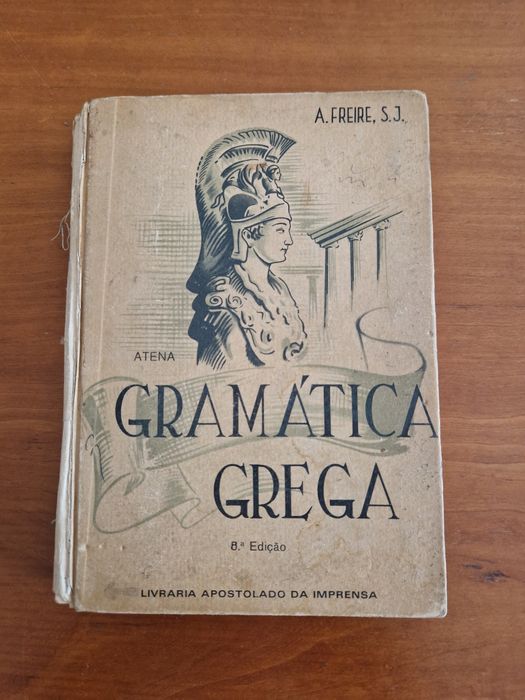 A. FREIRE, S. J.
ATENA
GRAMÁTICA
GREGA
8.ª Edição
LIVRARIA APOSTOLADO DA IMPRENSA